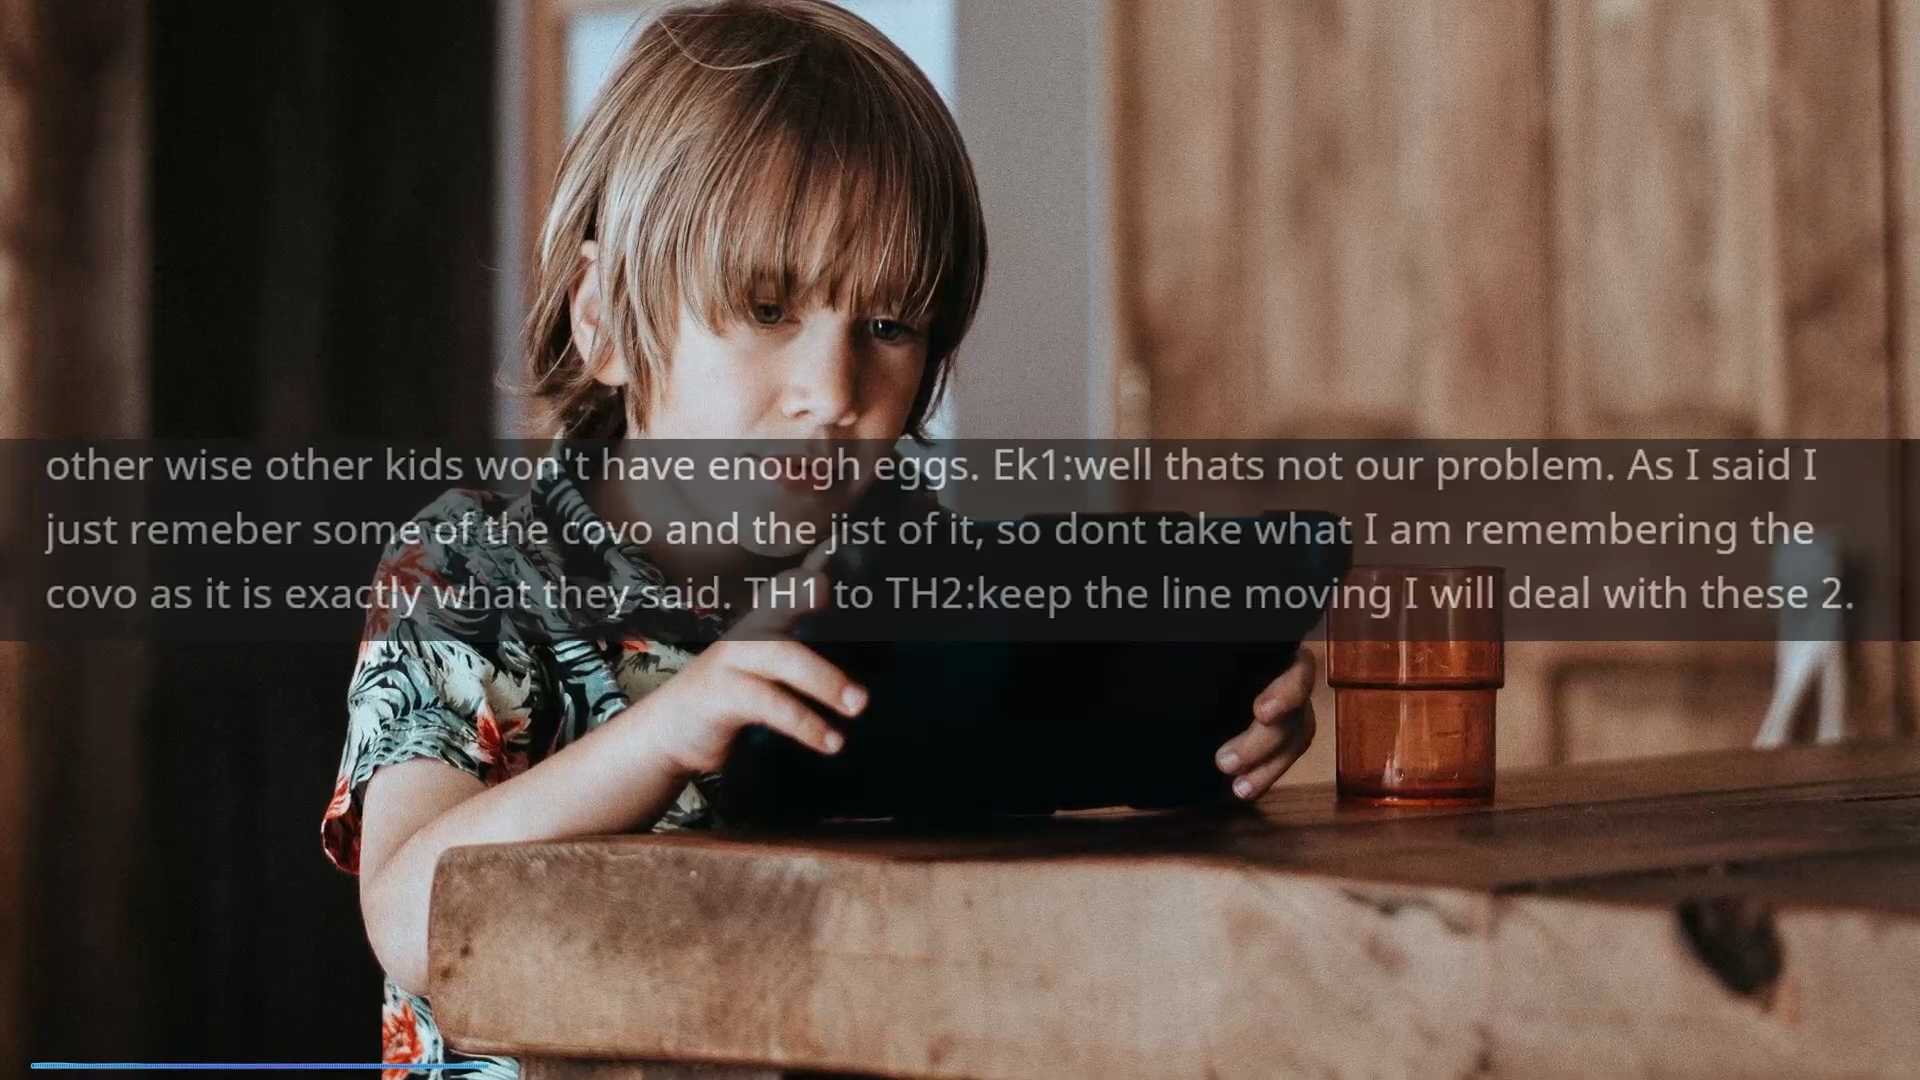 other wise other kids won't have enough eggs. Ek1:well thats not our problem. As I said I
just remeber some of the covo and the jist of it, so dont take what I am remembering the
covo as it is exactly what they said. TH1 to TH2:keep the line moving I will deal with these 2.